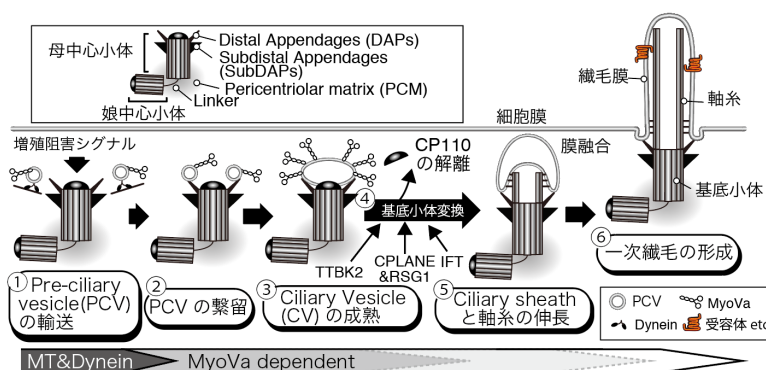 母中心小体
娘中心小体
Distal Appendages (DAPs)
Subdistal Appendages
(SubDAPs)
Pericentriolar matrix (PCM)
Linker
繊毛膜
軸糸
基底小体
細胞膜
膜融合
増殖阻害シグナル
CP110
の解離
④
基底小体変換
TTBK2
CPLANE IFT
&RSG1
① Pre-ciliary
vesicle(PCV)
の輸送
②
PCV の繋留
③ Ciliary Vesicle
(CV) の成熟
⑤ Ciliary sheath
と軸糸の伸長
⑥
一次繊毛の形成
PCV
MyoVa
Dynein
受容体 etc
MT&Dynein
MyoVa dependent